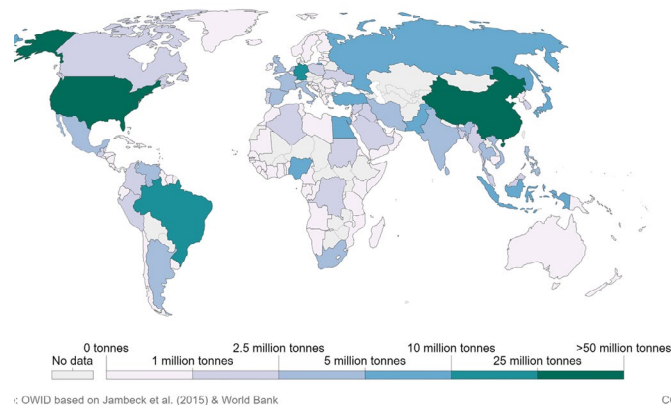 0 tonnes 2.5 million tonnes 10 million tonnes >50 million tonnes
No data 1 million tonnes 5 million tonnes 25 million tonnes
: OWID based on Jambeck et al. (2015) & World Bank